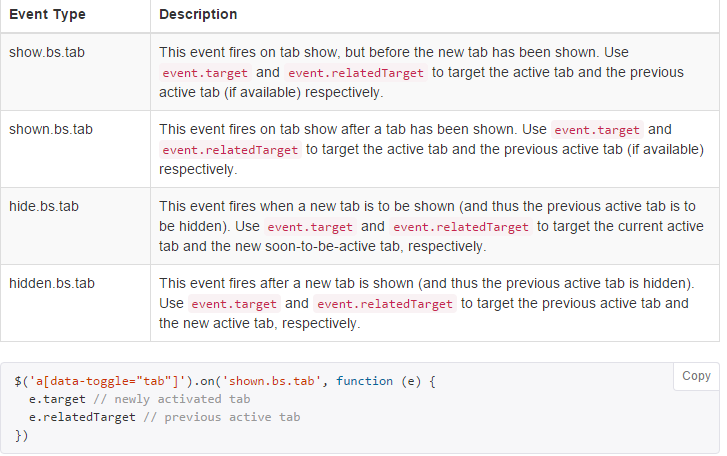 Event Type Description
show.bs.tab This event fires on tab show, but before the new tab has been shown. Use
event.target and event.relatedTarget to target the active tab and the previous
active tab (if available) respectively.
shown.bs.tab This event fires on tab show after a tab has been shown. Use event.target and
event.relatedTarget to target the active tab and the previous active tab (if available)
respectively.
hide.bs.tab This event fires when a new tab is to be shown (and thus the previous active tab is to
be hidden). Use event.target and event.relatedTarget to target the current active
tab and the new soon-to-be-active tab, respectively.
hidden.bs.tab This event fires after a new tab is shown (and thus the previous active tab is hidden).
Use event.target and event.relatedTarget to target the previous active tab and
the new active tab, respectively.
Copy
$('a[data-toggle="tab"]').on('shown.bs.tab', function (e) {
  e.target // newly activated tab
  e.relatedTarget // previous active tab
})